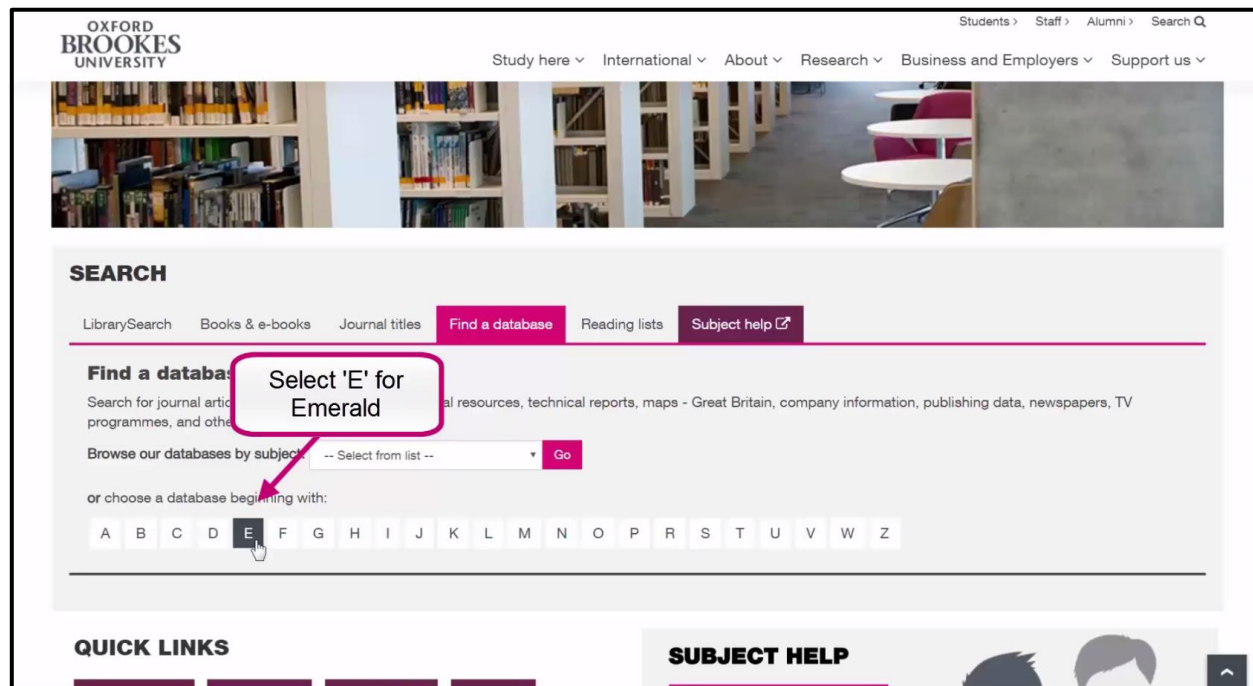 OXFORD
BROOKES
UNIVERSITY
Students > Staff > Alumni > Search
Study here International About Research Business and Employers Support us
SEARCH
LibrarySearch Books & e-books Journal titles Find a database Reading lists Subject help
Find a databa
Select 'E' for
Emerald
Search for journal artic al resources, technical reports, maps - Great Britain, company information, publishing data, newspapers, TV
programmes, and othe
Browse our databases by subject: -- Select from list -- Go
or choose a database beginning with:
A B C D E F G H I J K L M N O P R S T U V W Z
QUICK LINKS
SUBJECT HELP